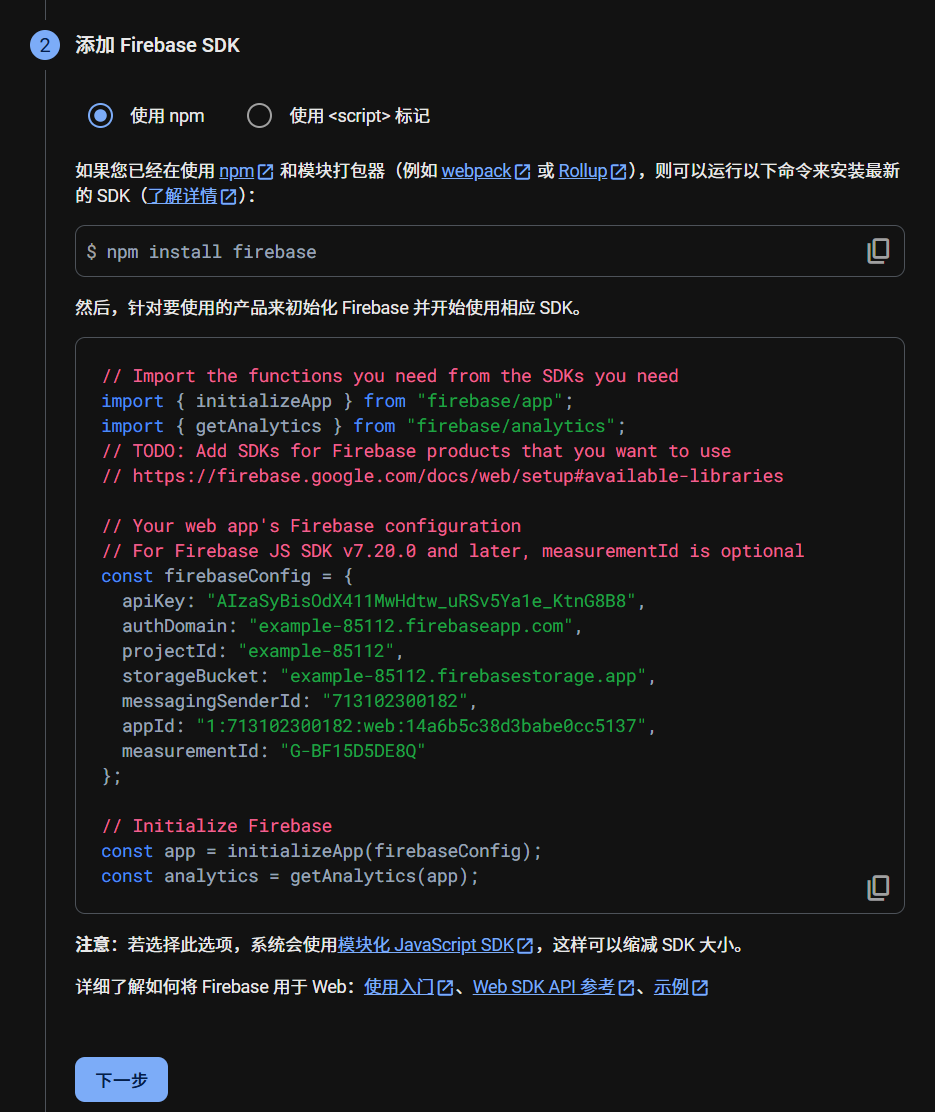 2 添加 Firebase SDK
使用 npm 使用 <script> 标记
如果您已经在使用 npm 和模块打包器（例如 webpack 或 Rollup），则可以运行以下命令来安装最新
的 SDK（了解详情）：
$ npm install firebase
然后，针对要使用的产品来初始化 Firebase 并开始使用相应 SDK。
// Import the functions you need from the SDKs you need
import { initializeApp } from "firebase/app";
import { getAnalytics } from "firebase/analytics";
// TODO: Add SDKs for Firebase products that you want to use
// https://firebase.google.com/docs/web/setup#available-libraries
// Your web app's Firebase configuration
// For Firebase JS SDK v7.20.0 and later, measurementId is optional
const firebaseConfig = {
  apiKey: "AIzaSyBisOdX411MwHdtw_uRSv5Ya1e_KtnG8B8",
  authDomain: "example-85112.firebaseapp.com",
  projectId: "example-85112",
  storageBucket: "example-85112.firebasestorage.app",
  messagingSenderId: "713102300182",
  appId: "1:713102300182:web:14a6b5c38d3babe0cc5137",
  measurementId: "G-BF15D5DE8Q"
};
// Initialize Firebase
const app = initializeApp(firebaseConfig);
const analytics = getAnalytics(app);
注意：若选择此选项，系统会使用模块化 JavaScript SDK，这样可以缩减 SDK 大小。
详细了解如何将 Firebase 用于 Web：使用入门、Web SDK API 参考、示例
下一步